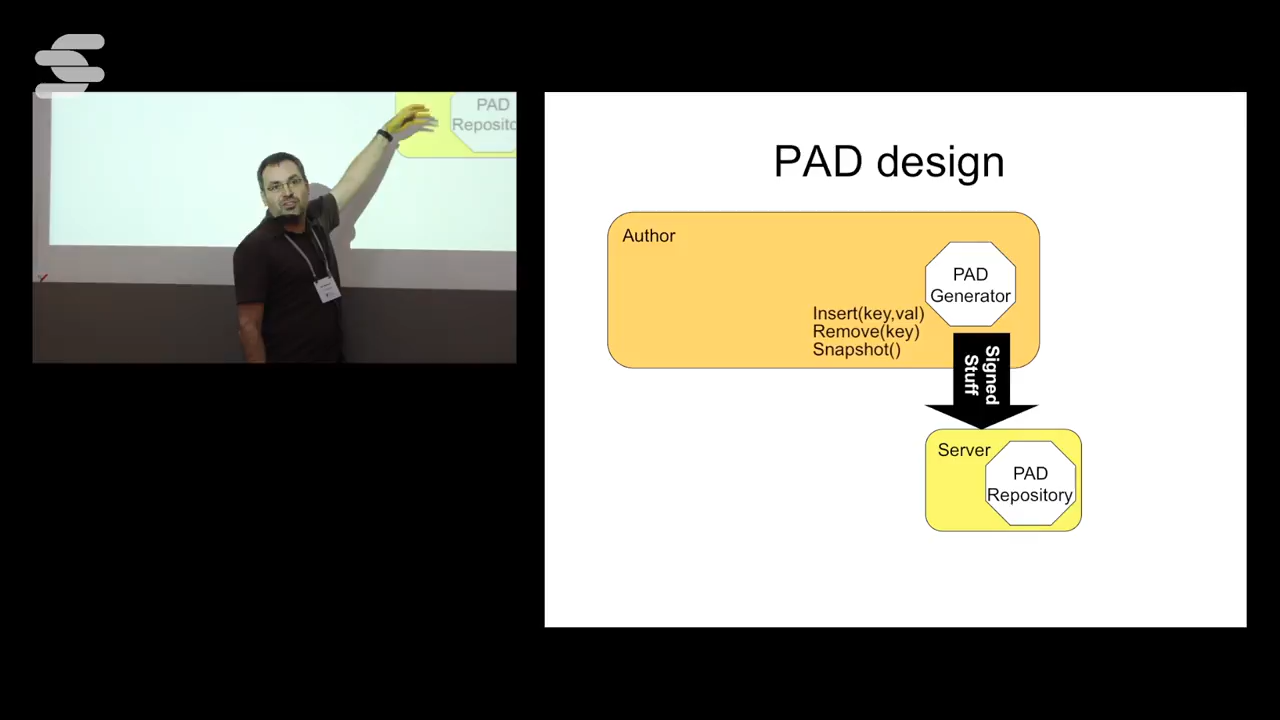 PAD
Reposito
PAD design
Author
PAD
Generator
Insert(key,val)
Remove(key)
Snapshot()
Signed
Stuff
Server
PAD
Repository